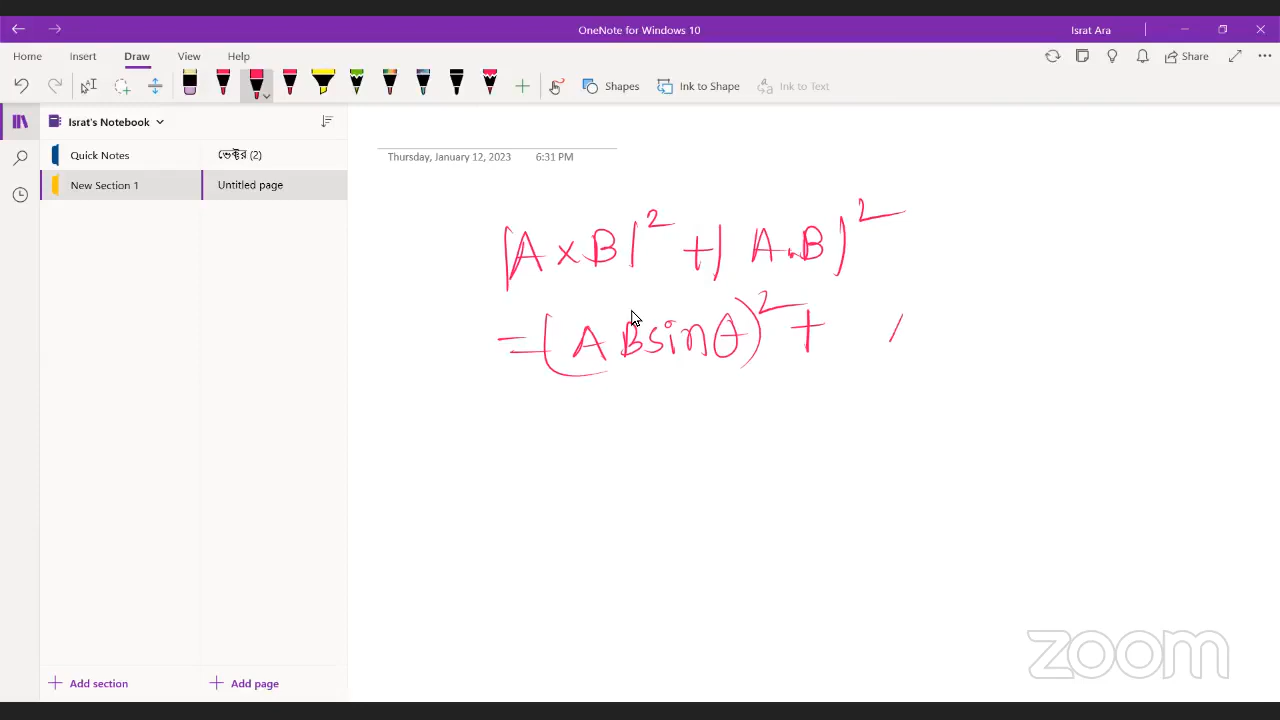 OneNote for Windows 10
Israt Ara
Home Insert Draw View Help
Share
Shapes
Ink to Shape
Ink to Text
Israt's Notebook
Quick Notes
ভেক্টর (2)
New Section 1
Untitled page
Thursday, January 12, 2023 6:31 PM
|A×B|² + |A.B|²
=(ABsinθ)² +
Add section
Add page
zoom